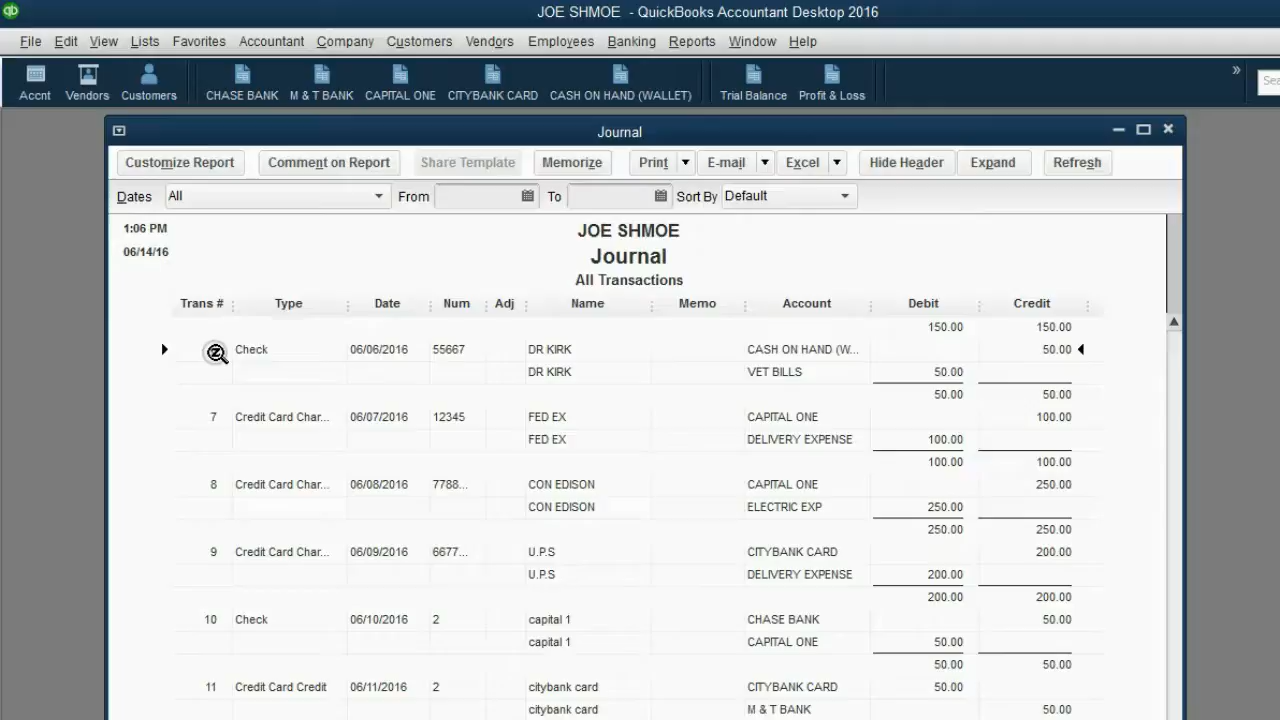 JOE SHMOE - QuickBooks Accountant Desktop 2016
File Edit View Lists Favorites Accountant Company Customers Vendors Employees Banking Reports Window Help
Accnt Vendors Customers CHASE BANK M & T BANK CAPITAL ONE CITYBANK CARD CASH ON HAND (WALLET) Trial Balance Profit & Loss » Sea
Journal
Customize Report Comment on Report Share Template Memorize Print E-mail Excel Hide Header Expand Refresh
Dates All From To Sort By Default
1:06 PM JOE SHMOE
06/14/16 Journal
All Transactions
Trans # Type Date Num Adj Name Memo Account Debit Credit
150.00 150.00
Check 06/06/2016 55667 DR KIRK CASH ON HAND (W... 50.00
DR KIRK VET BILLS 50.00
50.00 50.00
7 Credit Card Char... 06/07/2016 12345 FED EX CAPITAL ONE 100.00
FED EX DELIVERY EXPENSE 100.00
100.00 100.00
8 Credit Card Char... 06/08/2016 7788... CON EDISON CAPITAL ONE 250.00
CON EDISON ELECTRIC EXP 250.00
250.00 250.00
9 Credit Card Char... 06/09/2016 6677... U.P.S CITYBANK CARD 200.00
U.P.S DELIVERY EXPENSE 200.00
200.00 200.00
10 Check 06/10/2016 2 capital 1 CHASE BANK 50.00
capital 1 CAPITAL ONE 50.00
50.00 50.00
11 Credit Card Credit 06/11/2016 2 citybank card CITYBANK CARD 50.00
citybank card M & T BANK 50.00